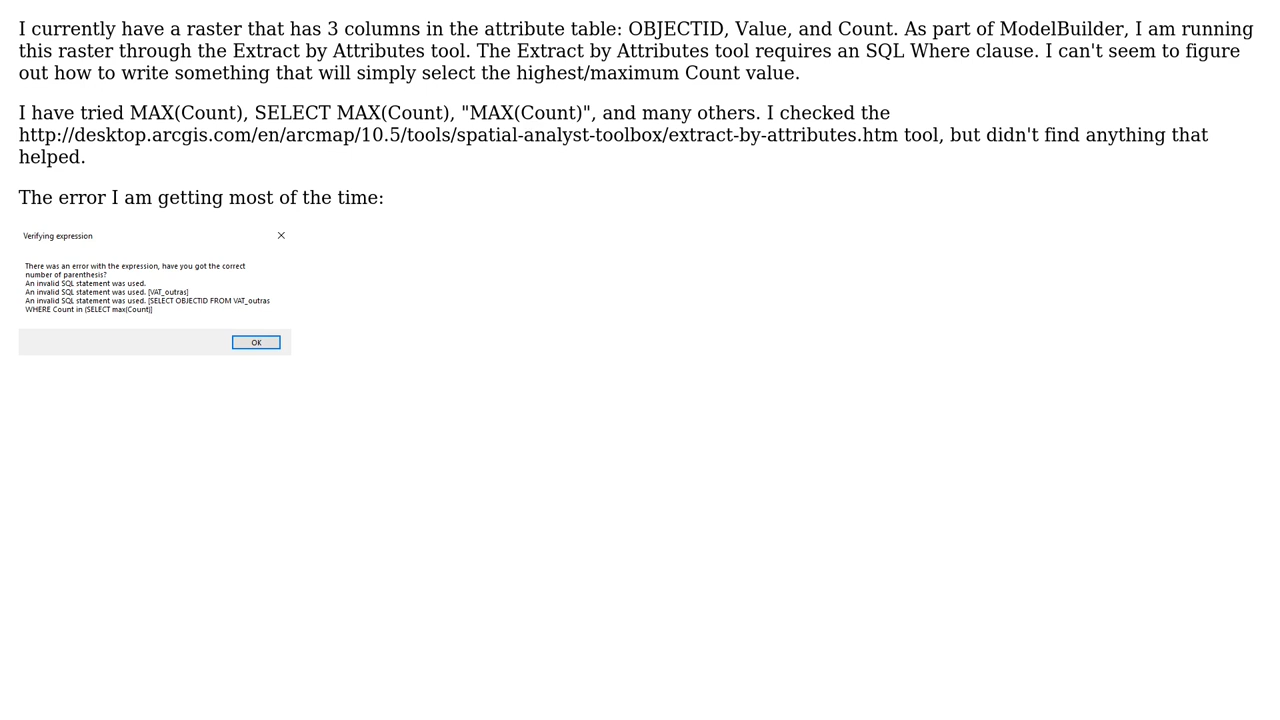 I currently have a raster that has 3 columns in the attribute table: OBJECTID, Value, and Count. As part of ModelBuilder, I am running
this raster through the Extract by Attributes tool. The Extract by Attributes tool requires an SQL Where clause. I can't seem to figure
out how to write something that will simply select the highest/maximum Count value.
I have tried MAX(Count), SELECT MAX(Count), "MAX(Count)", and many others. I checked the
http://desktop.arcgis.com/en/arcmap/10.5/tools/spatial-analyst-toolbox/extract-by-attributes.htm tool, but didn't find anything that
helped.
The error I am getting most of the time:
Verifying expression
There was an error with the expression, have you got the correct
number of parenthesis?
An invalid SQL statement was used.
An invalid SQL statement was used. [VAT_outras]
An invalid SQL statement was used. [SELECT OBJECTID FROM VAT_outras
WHERE Count in (SELECT max(Count)]
OK